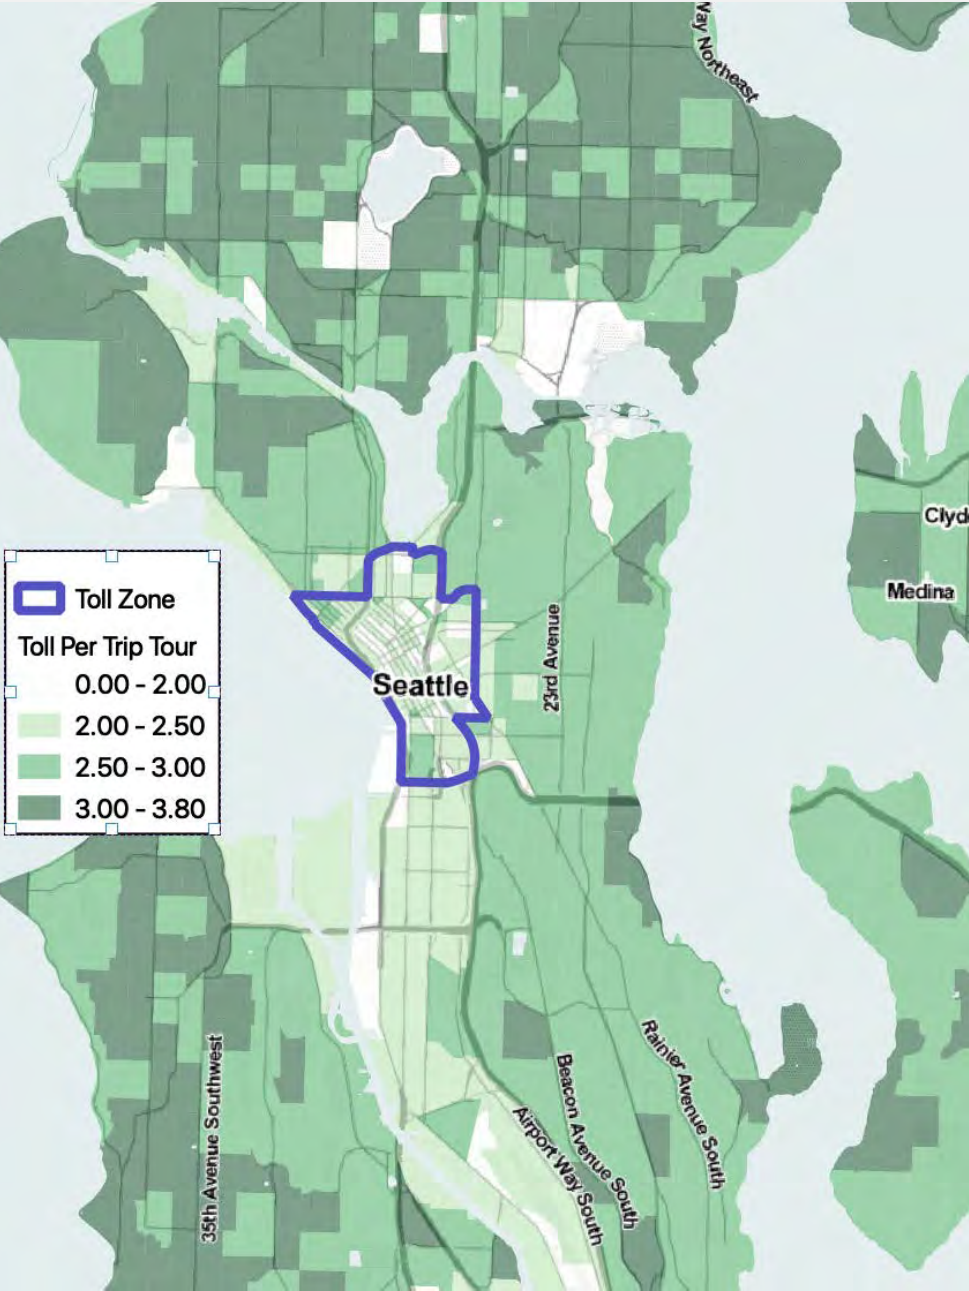 Way Northeast
Clyd
Medina
Toll Zone
Toll Per Trip Tour
0.00 - 2.00
2.00 - 2.50
2.50 - 3.00
3.00 - 3.80
23rd Avenue
Seattle
35th Avenue Southwest
Rainier Avenue South
Beacon Avenue South
Airport Way South